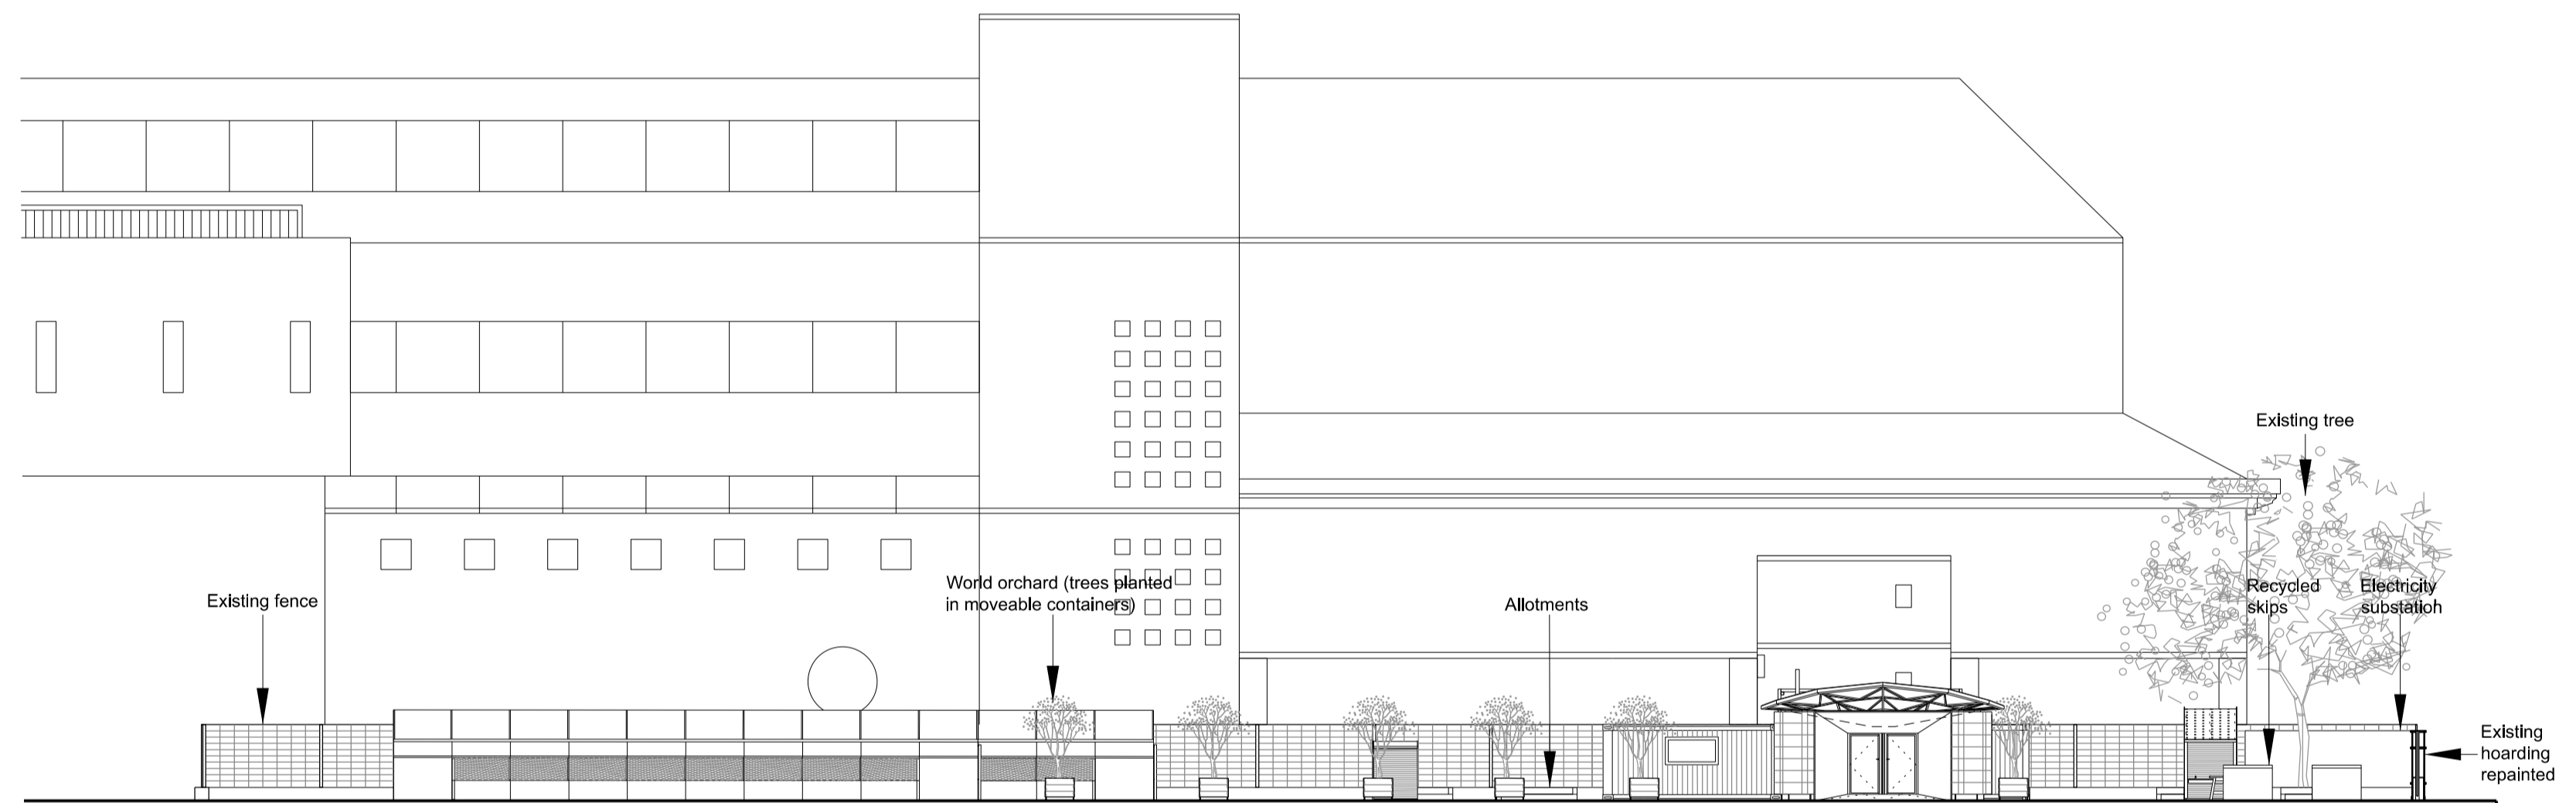 Existing tree
Existing fence
World orchard (trees planted
in moveable containers)
Allotments
Recycled
skips
Electricity
substation
Existing
hoarding
repainted